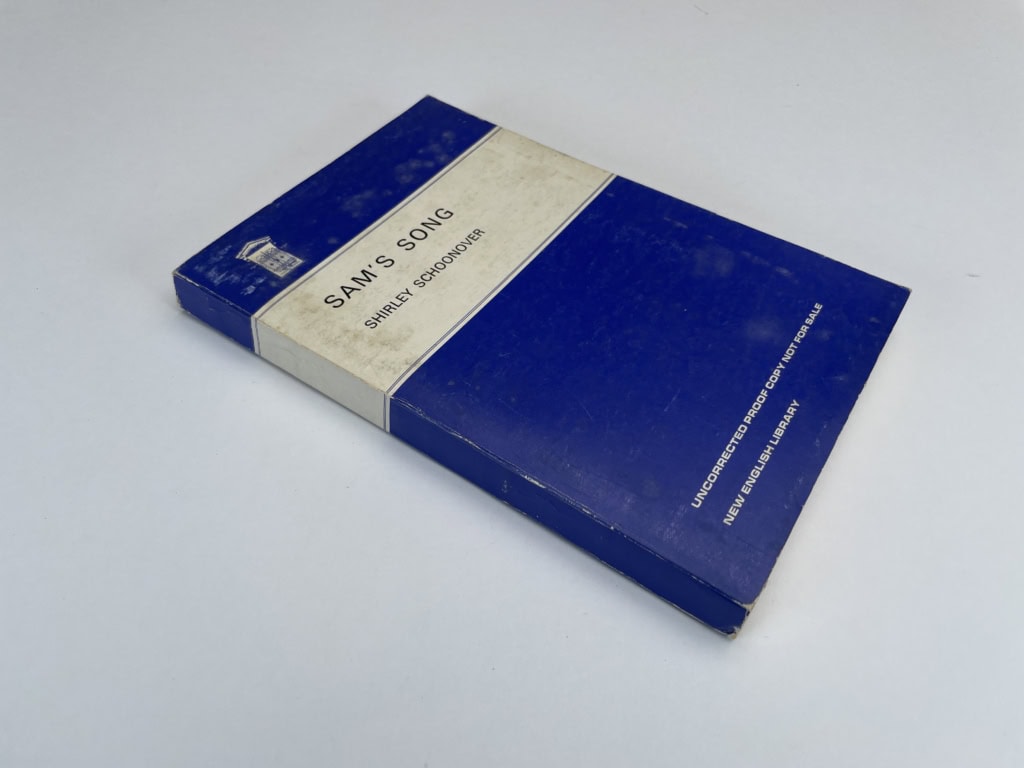 SAM'S SONG
SHIRLEY SCHOONOVER
UNCORRECTED PROOF COPY NOT FOR SALE
NEW ENGLISH LIBRARY